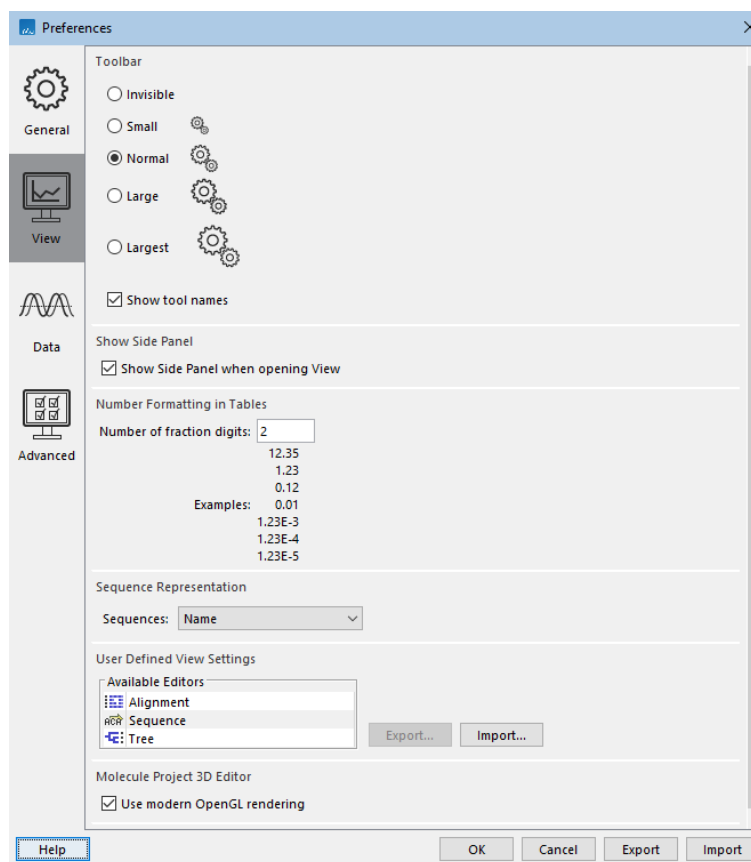 Preferences
General
View
Data
Advanced
Toolbar
Invisible
Small
Normal
Large
Largest
Show tool names
Show Side Panel
Show Side Panel when opening View
Number Formatting in Tables
Number of fraction digits: 2
12.35
1.23
0.12
Examples: 0.01
1.23E-3
1.23E-4
1.23E-5
Sequence Representation
Sequences: Name
User Defined View Settings
Available Editors
Alignment
Sequence
Tree
Export... Import...
Molecule Project 3D Editor
Use modern OpenGL rendering
Help OK Cancel Export Import